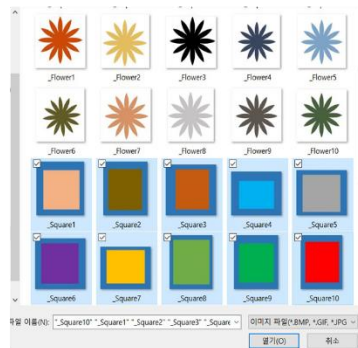 _Flower1 _Flower2 _Flower3 _Flower4 _Flower5
_Flower6 _Flower7 _Flower8 _Flower9 _Flower10
_Square1 _Square2 _Square3 _Square4 _Square5
_Square6 _Square7 _Square8 _Square9 _Square10
이름(N): "_Square10" "_Square1" "_Square2" "_Square3" "_Square 이미지 파일(*.BMP, *.GIF, *.JPG
열기(O) 취소